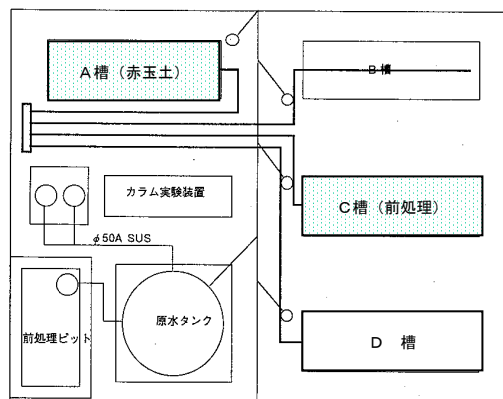 A槽（赤玉土）
B 槽
カラム実験装置
C槽（前処理）
φ50A SUS
原水タンク
前処理ピット
D 槽